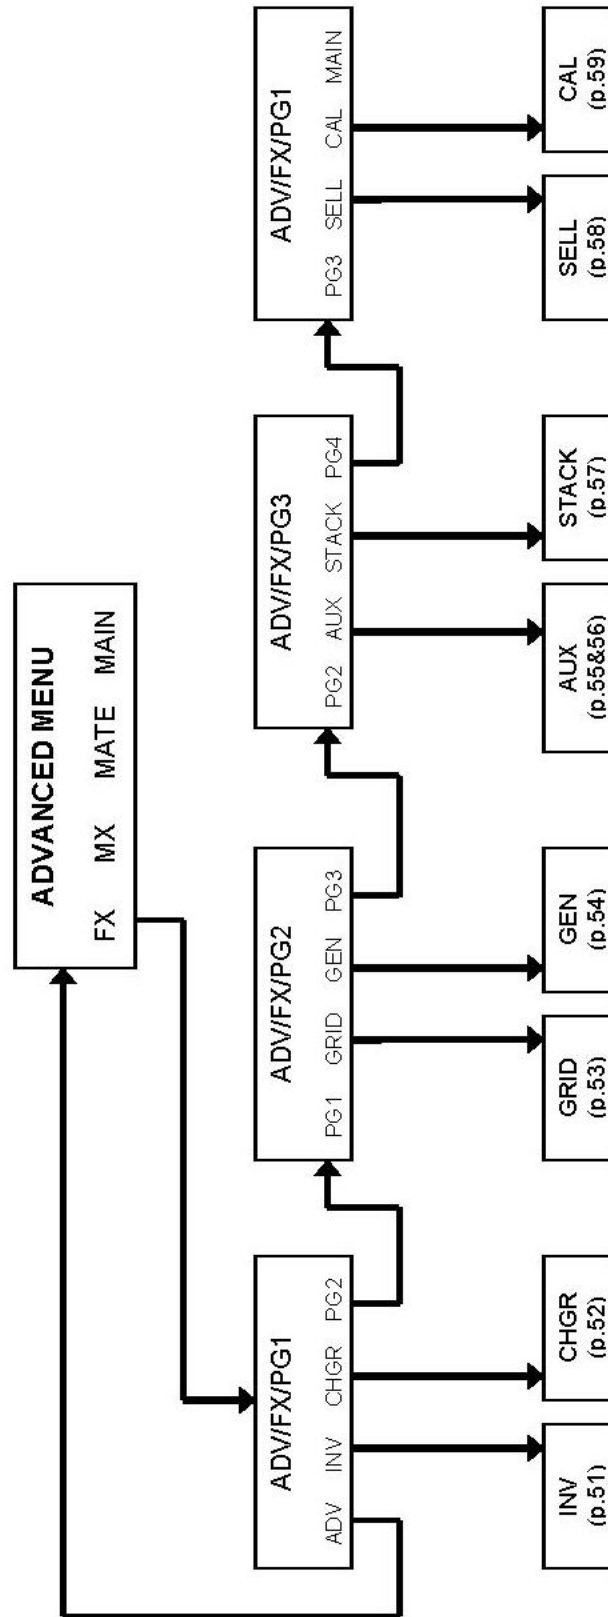 ADVANCED MENU
FX MX MATE MAIN
ADV/FX/PG1
ADV INV CHGR PG2
ADV/FX/PG2
PG1 GRID GEN PG3
ADV/FX/PG3
PG2 AUX STACK PG4
ADV/FX/PG1
PG3 SELL CAL MAIN
INV
(p.51)
CHGR
(p.52)
GRID
(p.53)
GEN
(p.54)
AUX
(p.55&56)
STACK
(p.57)
SELL
(p.58)
CAL
(p.59)